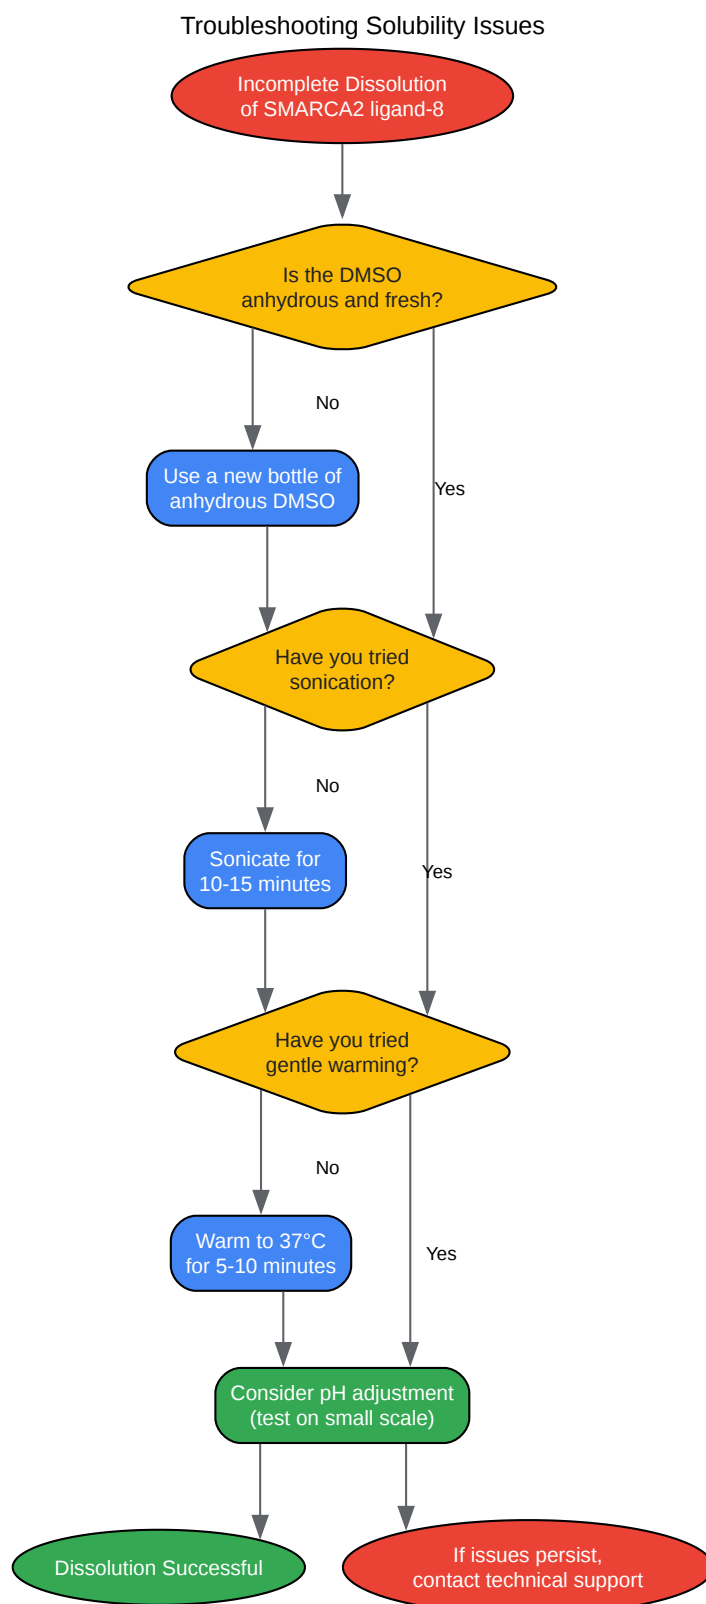 Troubleshooting Solubility Issues
Incomplete Dissolution
of SMARCA2 ligand-8
Is the DMSO
anhydrous and fresh?
No
Use a new bottle of
anhydrous DMSO
Yes
Have you tried
sonication?
No
Sonicate for
10-15 minutes
Yes
Have you tried
gentle warming?
No
Warm to 37°C
for 5-10 minutes
Yes
Consider pH adjustment
(test on small scale)
Dissolution Successful
If issues persist,
contact technical support